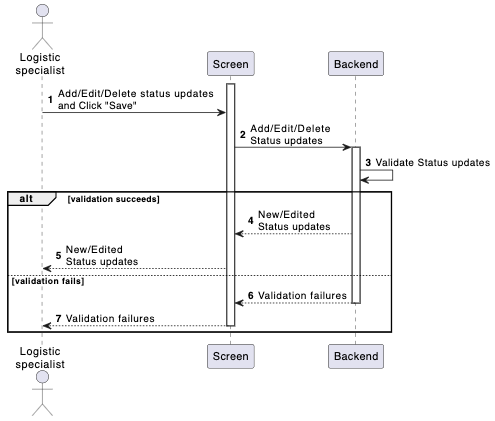 Logistic
specialist
Screen
Backend
1 Add/Edit/Delete status updates
and Click "Save"
2 Add/Edit/Delete
Status updates
3 Validate Status updates
alt [validation succeeds]
4 New/Edited
Status updates
5 New/Edited
Status updates
[validation fails]
6 Validation failures
7 Validation failures
Logistic
specialist
Screen
Backend